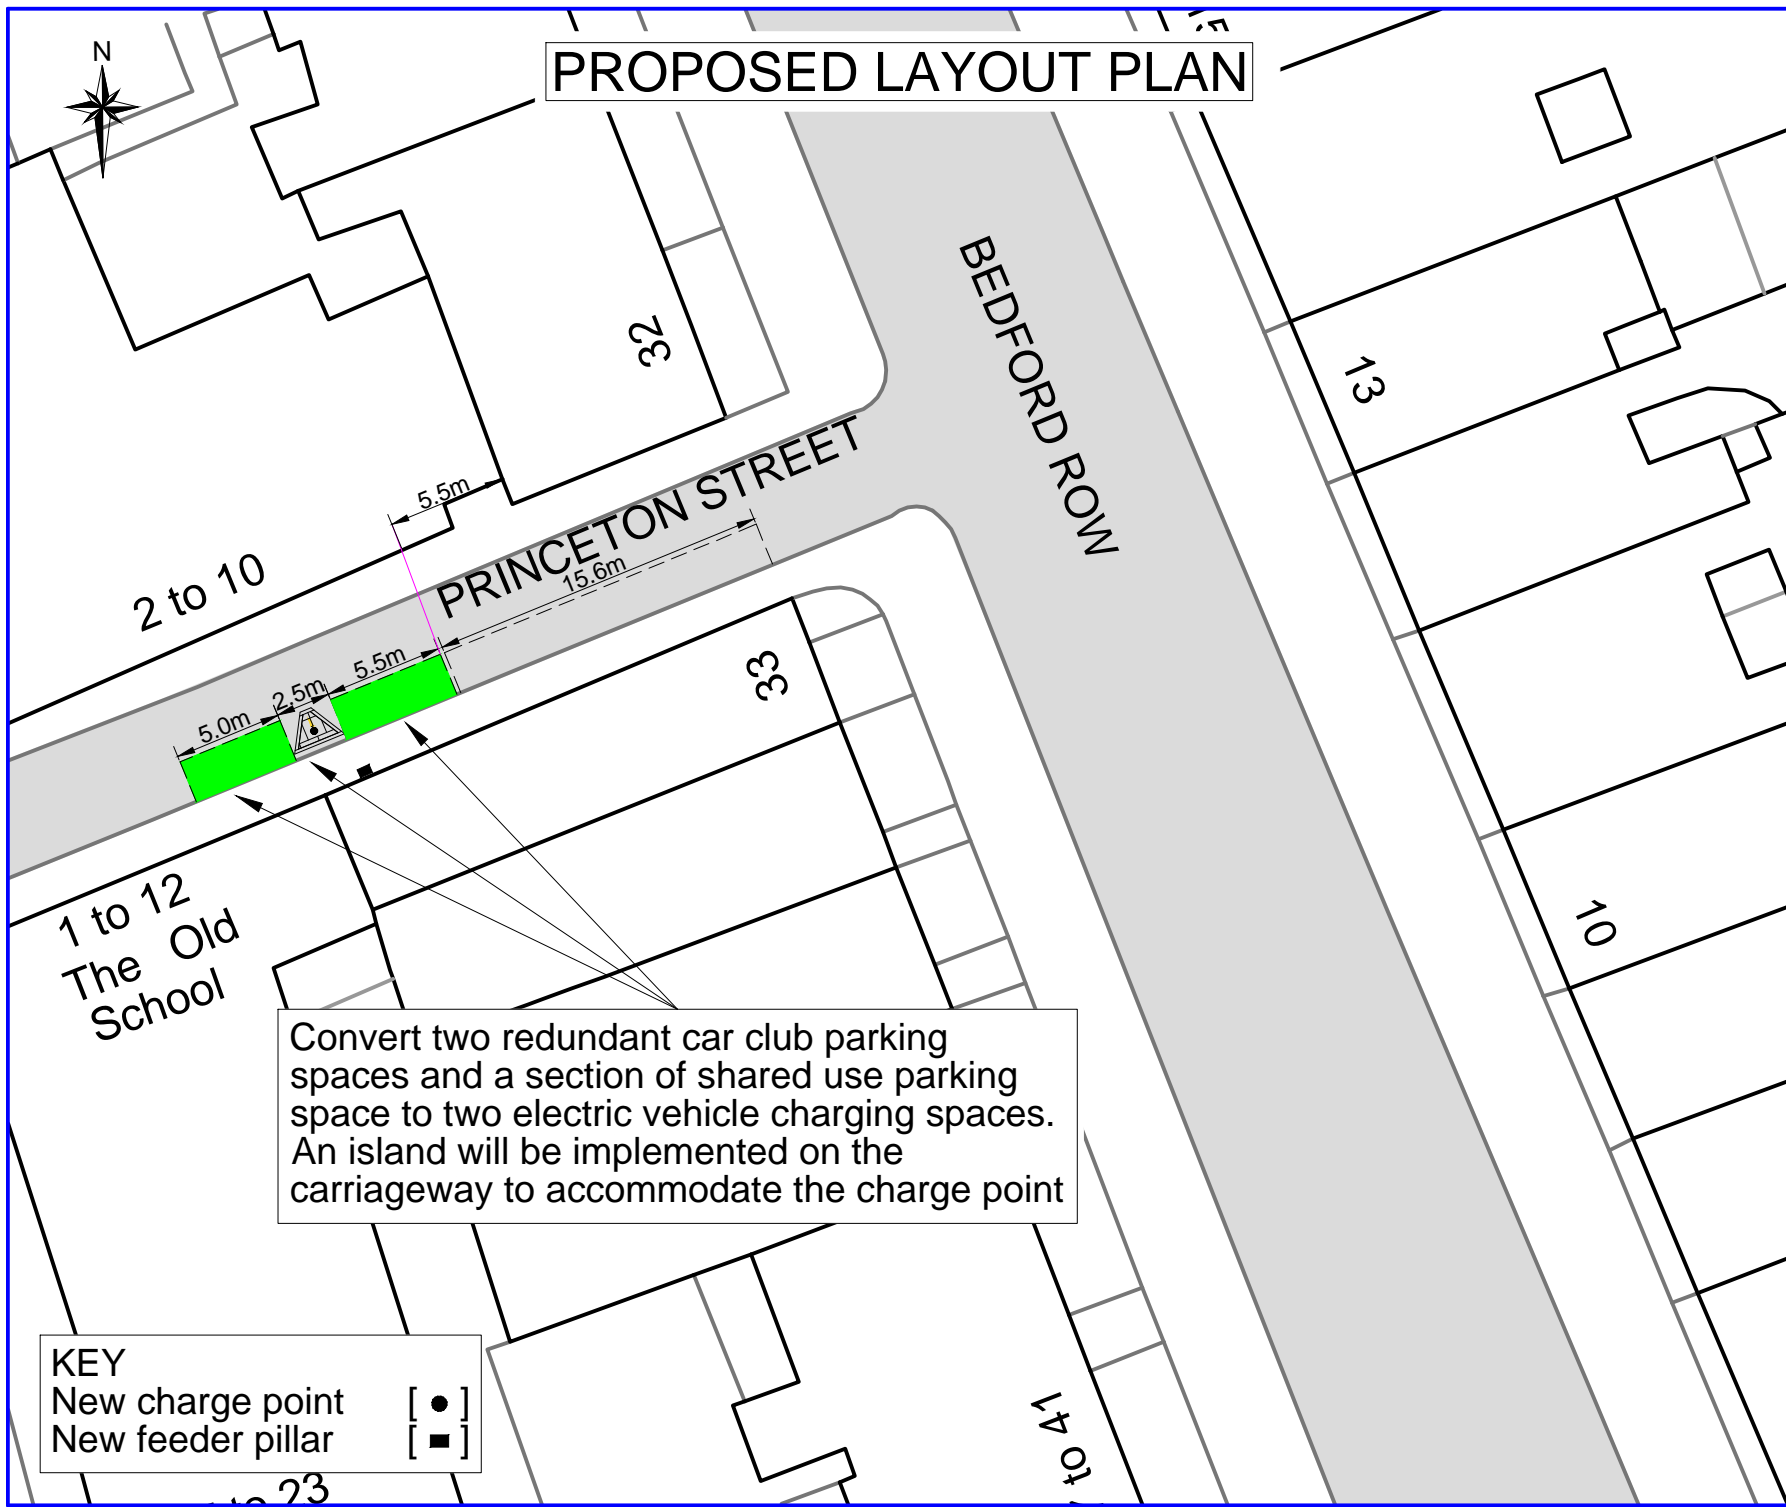 N
PROPOSED LAYOUT PLAN
15
BEDFORD ROW
32
13
5.5m
PRINCETON STREET
15.6m
2 to 10
5.5m
2.5m
5.0m
33
1 to 12
The Old
School
10
Convert two redundant car club parking
spaces and a section of shared use parking
space to two electric vehicle charging spaces.
An island will be implemented on the
carriageway to accommodate the charge point
KEY
New charge point [ ● ]
New feeder pillar [ ■ ]
to 23
41 to